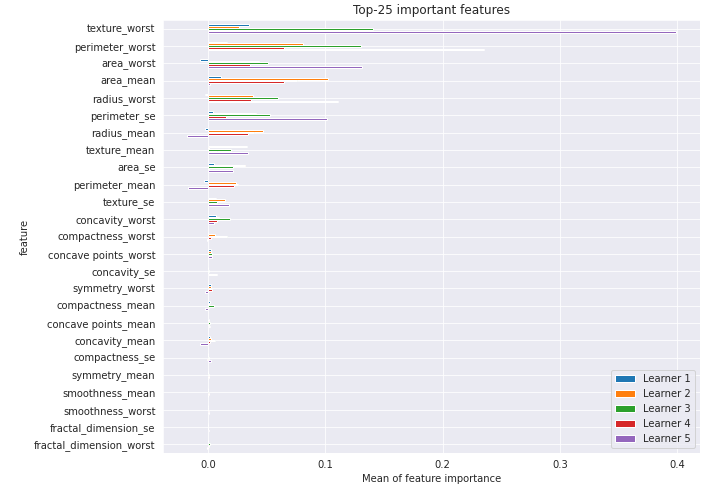 Top-25 important features
texture_worst
perimeter_worst
area_worst
area_mean
radius_worst
perimeter_se
radius_mean
texture_mean
area_se
perimeter_mean
texture_se
concavity_worst
compactness_worst
concave points_worst
concavity_se
symmetry_worst
compactness_mean
concave points_mean
concavity_mean
compactness_se
symmetry_mean
smoothness_mean
smoothness_worst
fractal_dimension_se
fractal_dimension_worst
feature
Learner 1
Learner 2
Learner 3
Learner 4
Learner 5
0.0 0.1 0.2 0.3 0.4
Mean of feature importance